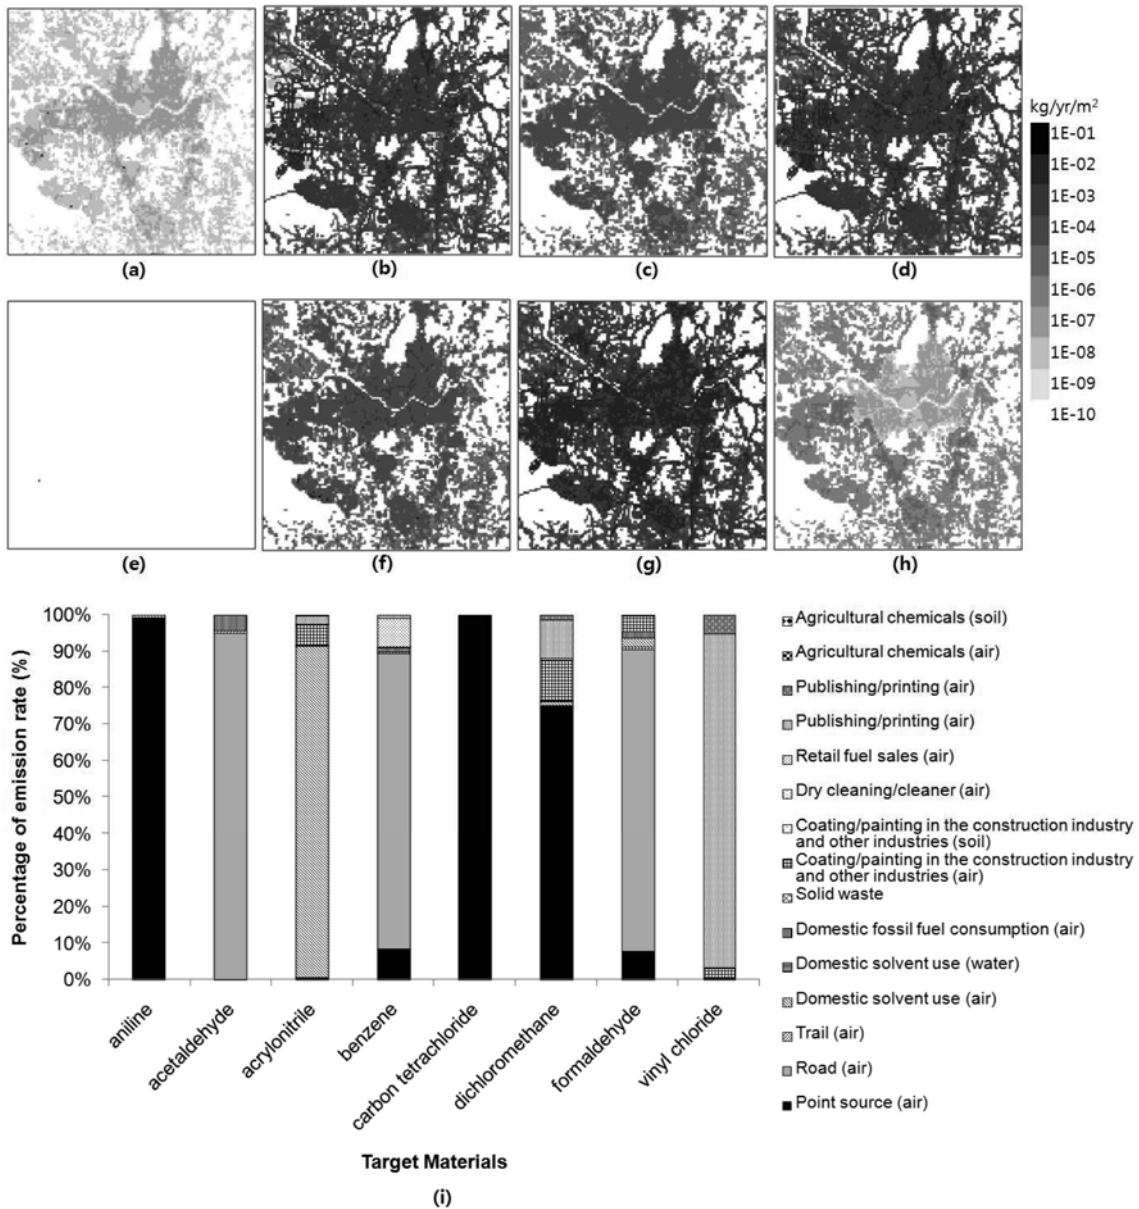 kg/yr/m2
1E-01
1E-02
1E-03
1E-04
1E-05
1E-06
1E-07
1E-08
1E-09
1E-10
(a)
(b)
(c)
(d)
(e)
(f)
(g)
(h)
Percentage of emission rate (%)
100%
90%
80%
70%
60%
50%
40%
30%
20%
10%
0%
aniline
acetaldehyde
acrylonitrile
benzene
carbon tetrachloride
dichloromethane
formaldehyde
vinyl chloride
Target Materials
Agricultural chemicals (soil)
Agricultural chemicals (air)
Publishing/printing (air)
Publishing/printing (air)
Retail fuel sales (air)
Dry cleaning/cleaner (air)
Coating/painting in the construction industry
and other industries (soil)
Coating/painting in the construction industry
and other industries (air)
Solid waste
Domestic fossil fuel consumption (air)
Domestic solvent use (water)
Domestic solvent use (air)
Trail (air)
Road (air)
Point source (air)
(i)